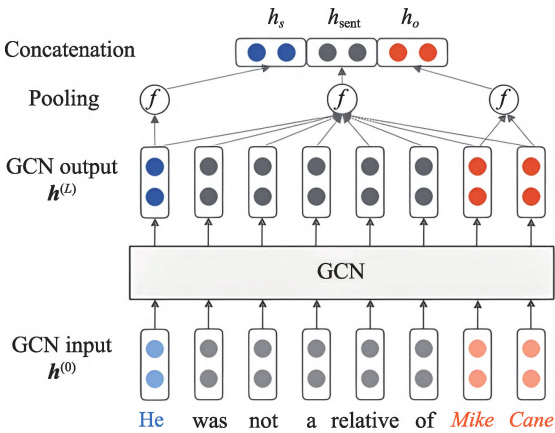 h_s h_sent h_o
Concatenation
Pooling f f f
GCN output
h^(L)
GCN
GCN input
h^(0)
He was not a relative of Mike Cane